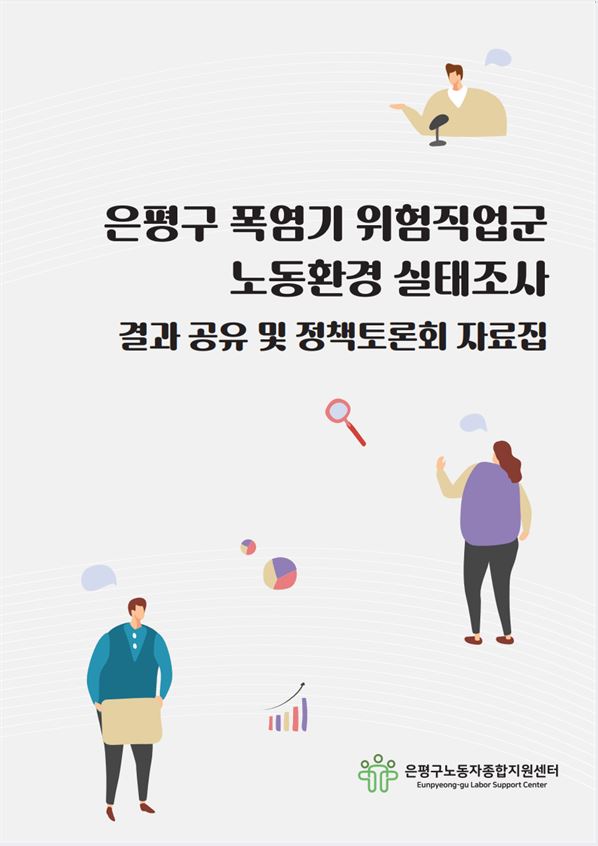 은평구 폭염기 위험직업군
노동환경 실태조사
결과 공유 및 정책토론회 자료집
은평구노동자종합지원센터
Eunpyeong-gu Labor Support Center